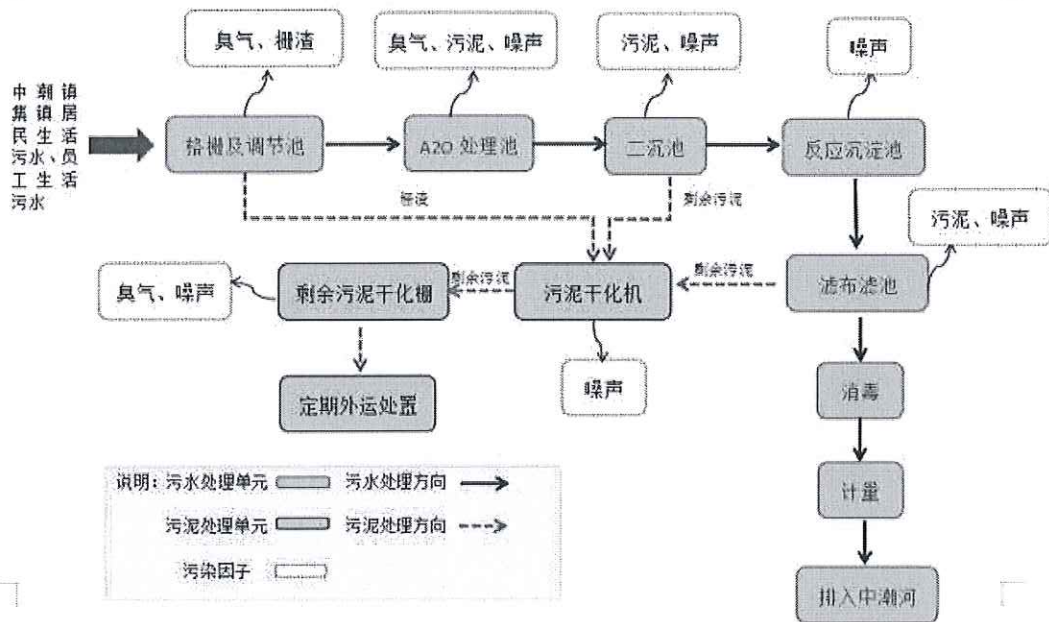 臭气、栅渣
臭气、污泥、噪声
污泥、噪声
噪声
中潮镇
集镇居
民生活
污水、员
工生活
污水
格栅及调节池
A2O 处理池
二沉池
反应沉淀池
栅渣
剩余污泥
污泥、噪声
臭气、噪声
剩余污泥干化棚
剩余污泥
污泥干化机
剩余污泥
滤布滤池
噪声
定期外运处置
消毒
计量
排入中潮河
说明：污水处理单元 污水处理方向
污泥处理单元 污泥处理方向
污染因子